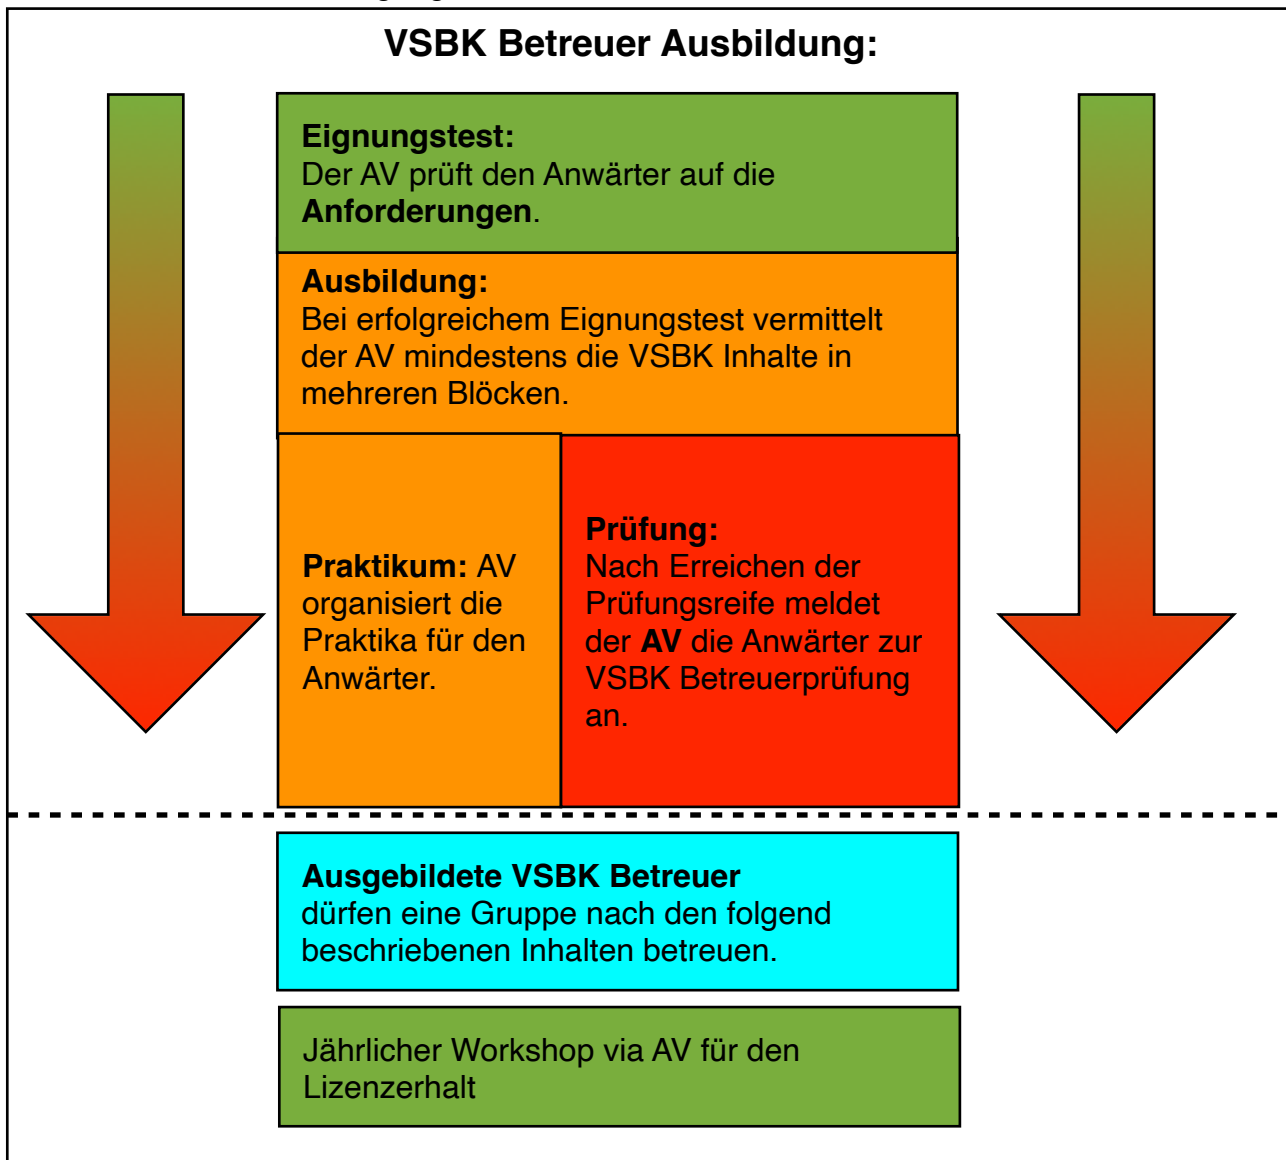 VSBK Betreuer Ausbildung:
Eignungstest:
Der AV prüft den Anwärter auf die
Anforderungen.
Ausbildung:
Bei erfolgreichem Eignungstest vermittelt
der AV mindestens die VSBK Inhalte in
mehreren Blöcken.
Praktikum: AV
organisiert die
Praktika für den
Anwärter.
Prüfung:
Nach Erreichen der
Prüfungsreife meldet
der AV die Anwärter zur
VSBK Betreuerprüfung
an.
Ausgebildete VSBK Betreuer
dürfen eine Gruppe nach den folgend
beschriebenen Inhalten betreuen.
Jährlicher Workshop via AV für den
Lizenzerhalt